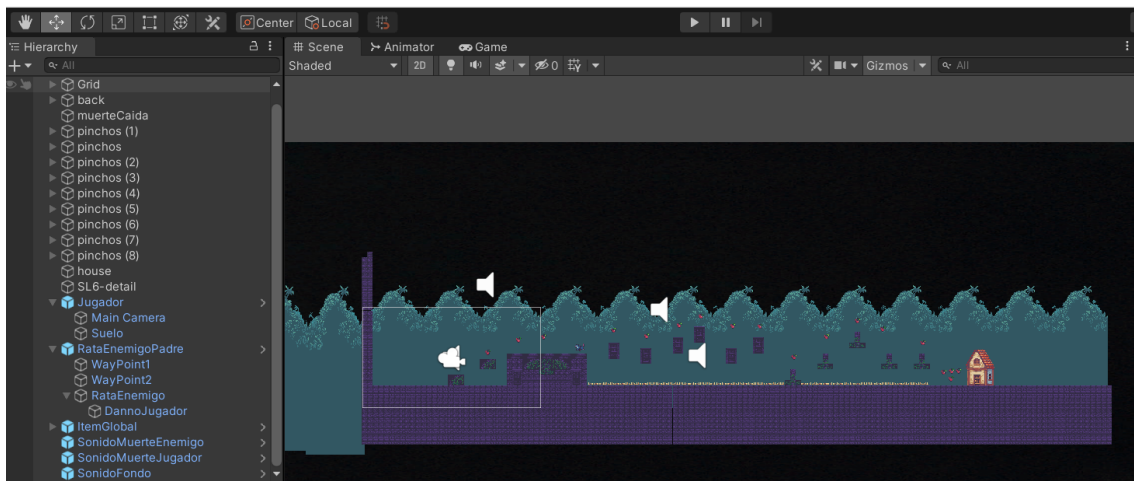 Center Local
Hierarchy
Scene Animator Game
All
Shaded 2D 0 Gizmos All
Grid
back
muerteCaida
pinchos (1)
pinchos
pinchos (2)
pinchos (3)
pinchos (4)
pinchos (5)
pinchos (6)
pinchos (7)
pinchos (8)
house
SL6-detail
Jugador
Main Camera
Suelo
RataEnemigoPadre
WayPoint1
WayPoint2
RataEnemigo
DannoJugador
ItemGlobal
SonidoMuerteEnemigo
SonidoMuerteJugador
SonidoFondo